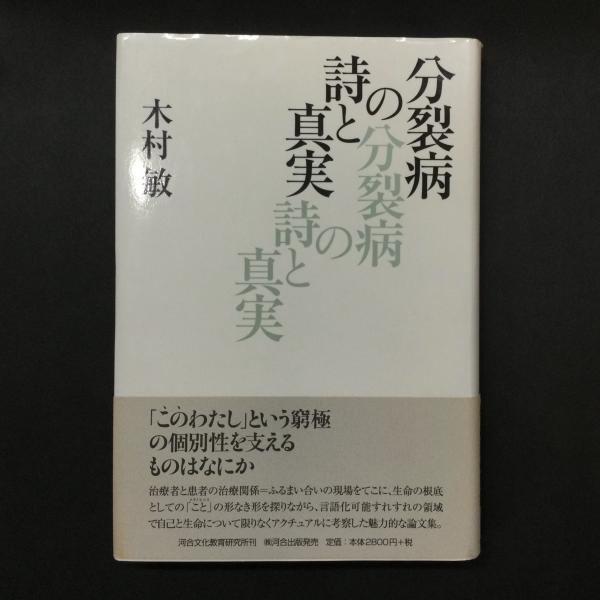 分裂病
の
詩と
真実
分裂病
の
詩と
真実
木村敏
「このわたし」という窮極
の個別性を支える
ものはなにか
治療者と患者の治療関係=ふるまい合いの現場をてこに、生命の根底
としての「こと」の形なき形を探りながら、言語化可能すれすれの領域
で自己と生命について限りなくアクチュアルに考察した魅力的な論文集。
河合文化教育研究所刊 ㈱河合出版発売 定価:本体2800円+税